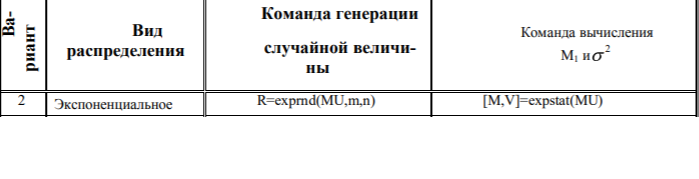 Ва-
риант
Вид
распределения
Команда генерации
случайной величи-
ны
Команда вычисления
M₁ и σ²
2
Экспоненциальное
R=exprnd(MU,m,n)
[M,V]=expstat(MU)